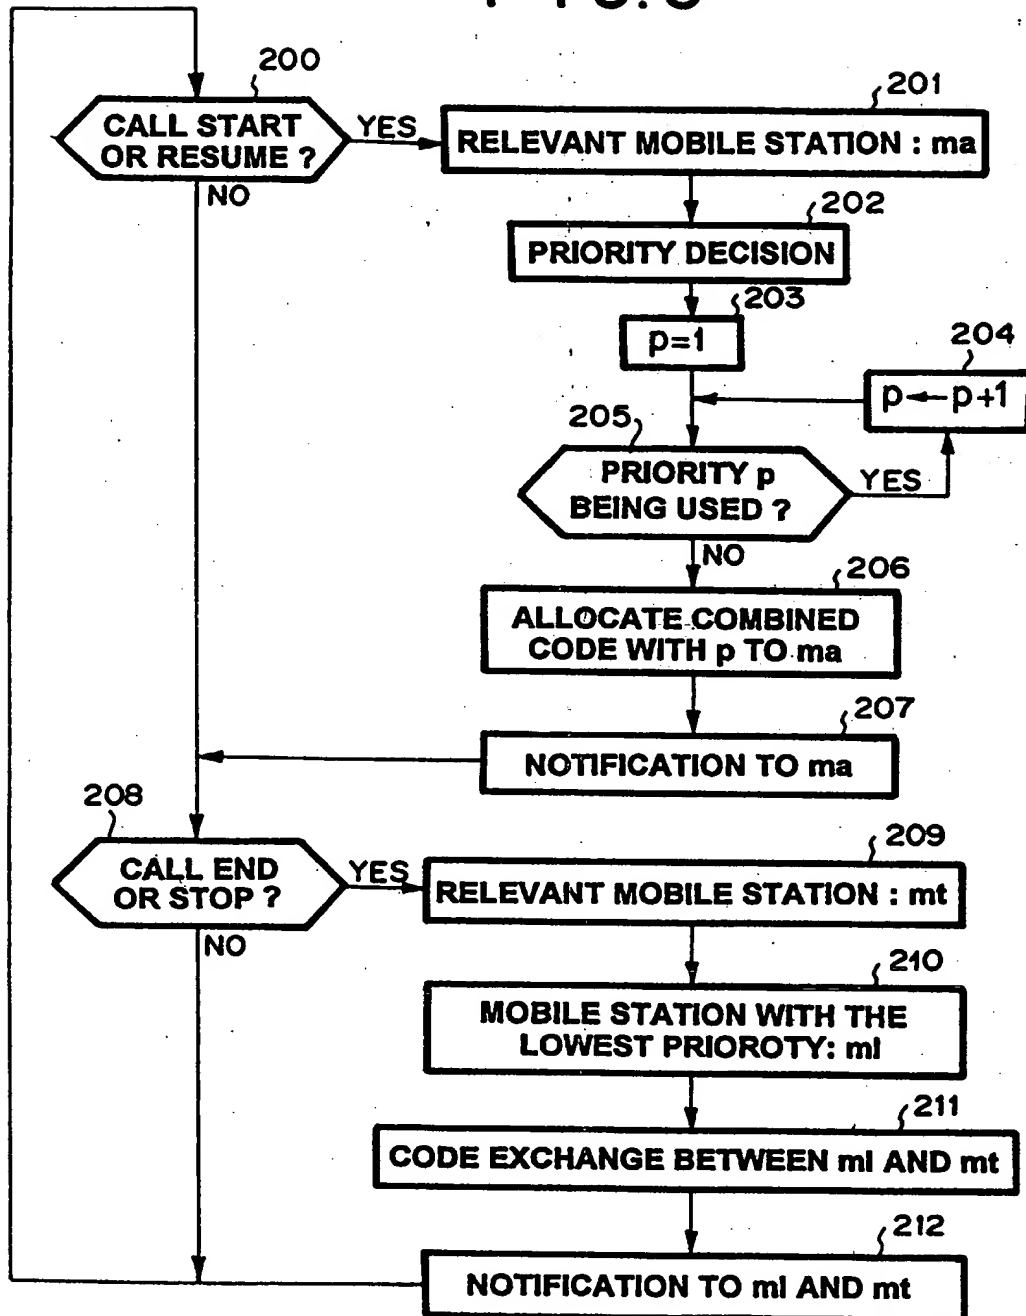 200
CALL START
OR RESUME ?
YES
NO
201
RELEVANT MOBILE STATION : ma
202
PRIORITY DECISION
203
p=1
204
p←p+1
205
PRIORITY p
BEING USED ?
YES
NO
206
ALLOCATE COMBINED
CODE WITH p TO ma
207
NOTIFICATION TO ma
208
CALL END
OR STOP ?
YES
NO
209
RELEVANT MOBILE STATION : mt
210
MOBILE STATION WITH THE
LOWEST PRIOROTY: ml
211
CODE EXCHANGE BETWEEN ml AND mt
212
NOTIFICATION TO ml AND mt